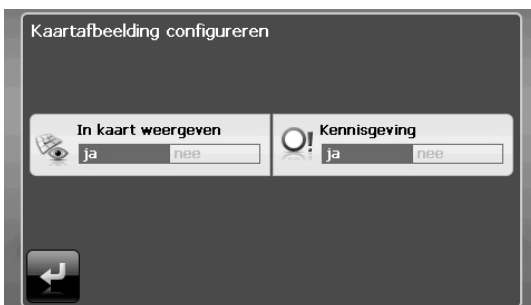 Kaartafbeelding configureren
In kaart weergeven
ja nee
Kennisgeving
ja nee